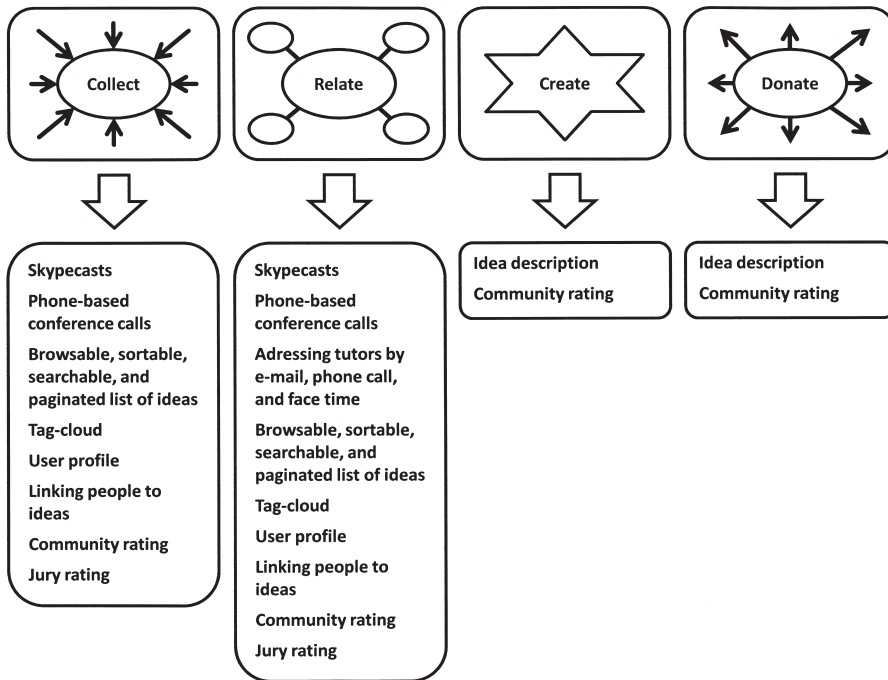 Collect
Relate
Create
Donate
Skypecasts
Phone-based
conference calls
Browsable, sortable,
searchable, and
paginated list of ideas
Tag-cloud
User profile
Linking people to
ideas
Community rating
Jury rating
Skypecasts
Phone-based
conference calls
Adressing tutors by
e-mail, phone call,
and face time
Browsable, sortable,
searchable, and
paginated list of ideas
Tag-cloud
User profile
Linking people to
ideas
Community rating
Jury rating
Idea description
Community rating
Idea description
Community rating